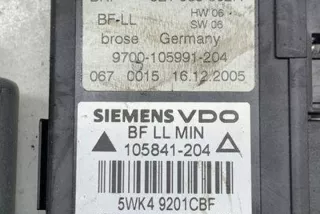 BF-LL HW 06
SW 06
brose Germany
9700-105991-204
067 0015 16.12.2005
SIEMENS VDO
BF LL MIN
105841-204
5WK4 9201CBF